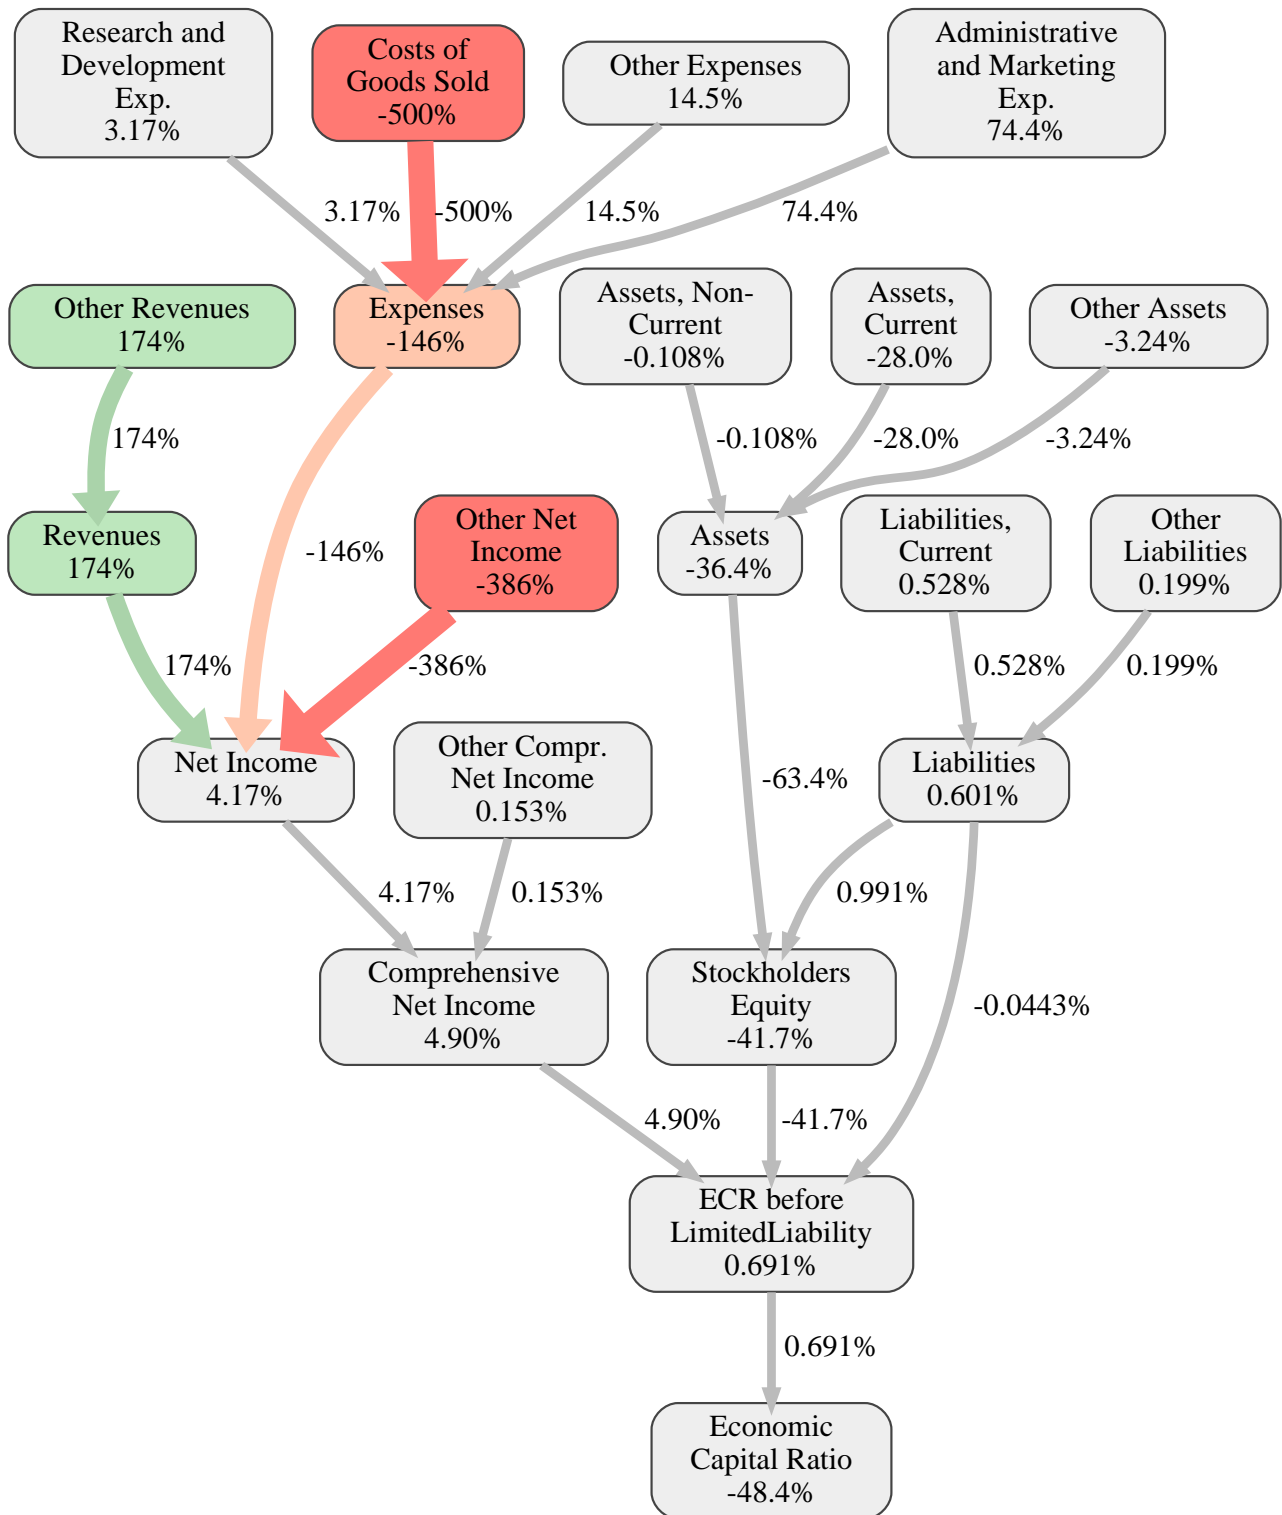 Research and
Development
Exp.
3.17%
Costs of
Goods Sold
-500%
Other Expenses
14.5%
Administrative
and Marketing
Exp.
74.4%
3.17%
-500%
14.5%
74.4%
Other Revenues
174%
Expenses
-146%
Assets, Non-
Current
-0.108%
Assets,
Current
-28.0%
Other Assets
-3.24%
174%
-0.108%
-28.0%
-3.24%
Revenues
174%
-146%
Other Net
Income
-386%
Assets
-36.4%
Liabilities,
Current
0.528%
Other
Liabilities
0.199%
174%
-386%
0.528%
0.199%
Net Income
4.17%
Other Compr.
Net Income
0.153%
-63.4%
Liabilities
0.601%
4.17%
0.153%
0.991%
Comprehensive
Net Income
4.90%
Stockholders
Equity
-41.7%
-0.0443%
4.90%
-41.7%
ECR before
LimitedLiability
0.691%
0.691%
Economic
Capital Ratio
-48.4%